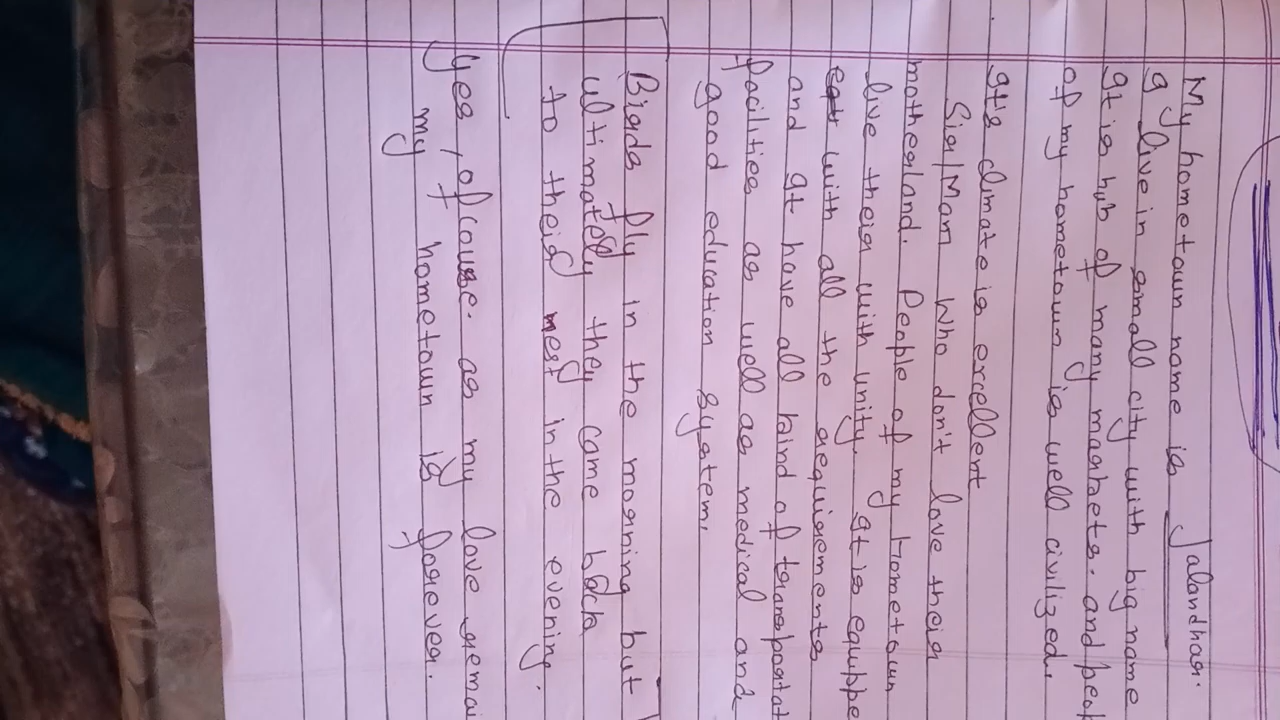 My hometown name is Jalandhar.
I live in small city with big name
It is hub of many markets. and peop
of my hometown is well civilized.
It's climate is excellent
Sir/Mam Who don't love their
motherland. People of my hometown
live their with unity. It is equippe
with all the requirements
and It have all kind of transportat
facilities as well as medical and
good education system.
Birds fly in the morning but
ultimately they come back
to their nest in the evening.
Yes, of cause. as my love remai
my hometown is forever.